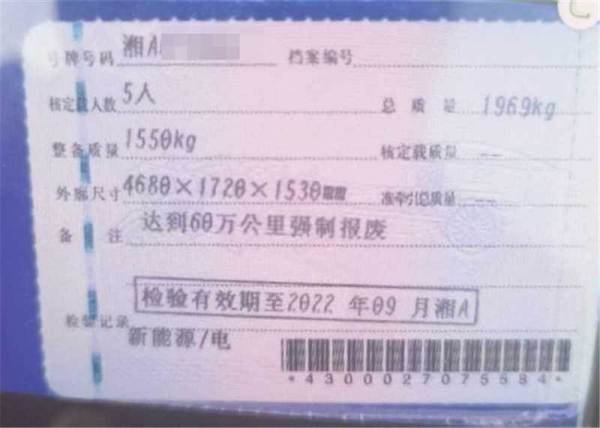 号牌号码 湘A 档案编号
核定载人数 5人 总质量 1969kg
整备质量 1550kg 核定载质量 --
外廓尺寸 4680×1720×1530mm 准牵引总质量 --
备注 达到60万公里强制报废
检验有效期至2022 年09 月湘A
检验记录
新能源/电
*4300027075584*